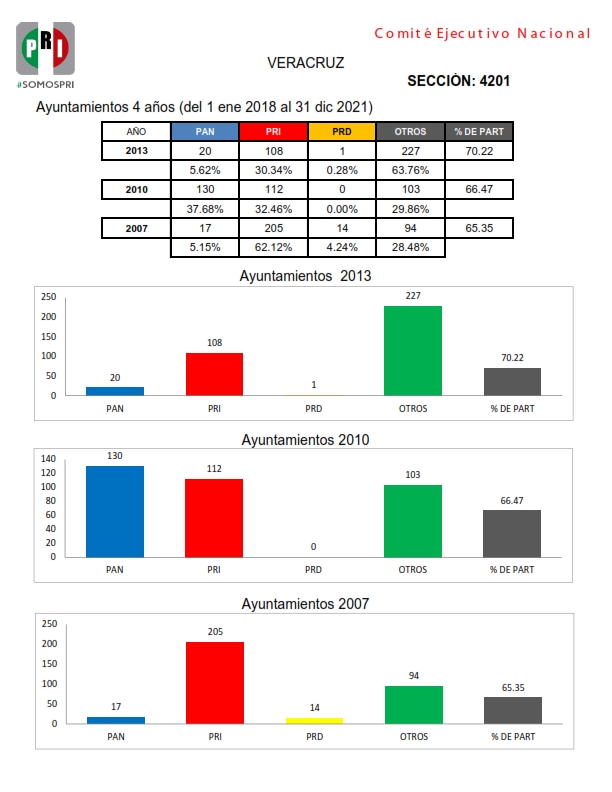 Comité Ejecutivo Nacional
PRI
#SOMOSPRI
VERACRUZ
SECCIÓN: 4201
Ayuntamientos 4 años (del 1 ene 2018 al 31 dic 2021)
AÑO PAN PRI PRD OTROS % DE PART
2013 20 108 1 227 70.22
5.62% 30.34% 0.28% 63.76%
2010 130 112 0 103 66.47
37.68% 32.46% 0.00% 29.86%
2007 17 205 14 94 65.35
5.15% 62.12% 4.24% 28.48%
Ayuntamientos 2013
250
200
150
100
50
0
20 108 1 227 70.22
PAN PRI PRD OTROS % DE PART
Ayuntamientos 2010
140
120
100
80
60
40
20
0
130 112 0 103 66.47
PAN PRI PRD OTROS % DE PART
Ayuntamientos 2007
250
200
150
100
50
0
17 205 14 94 65.35
PAN PRI PRD OTROS % DE PART